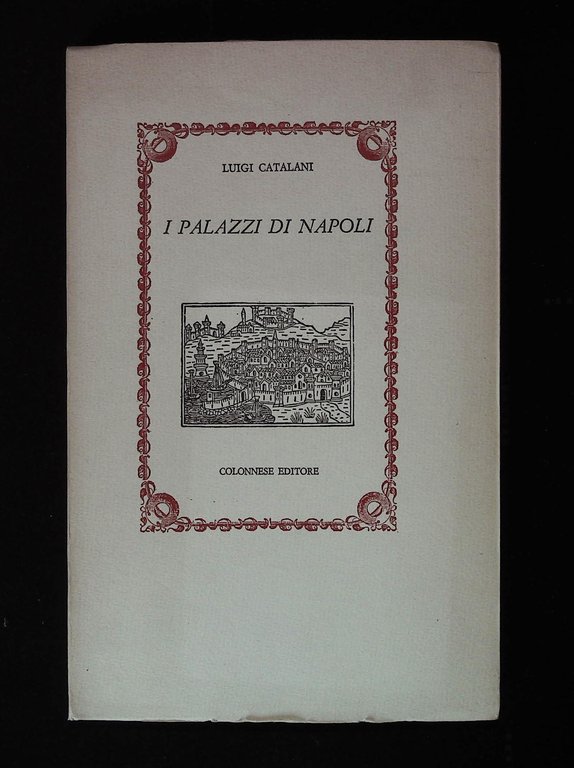 LUIGI CATALANI
I PALAZZI DI NAPOLI
COLONNESE EDITORE